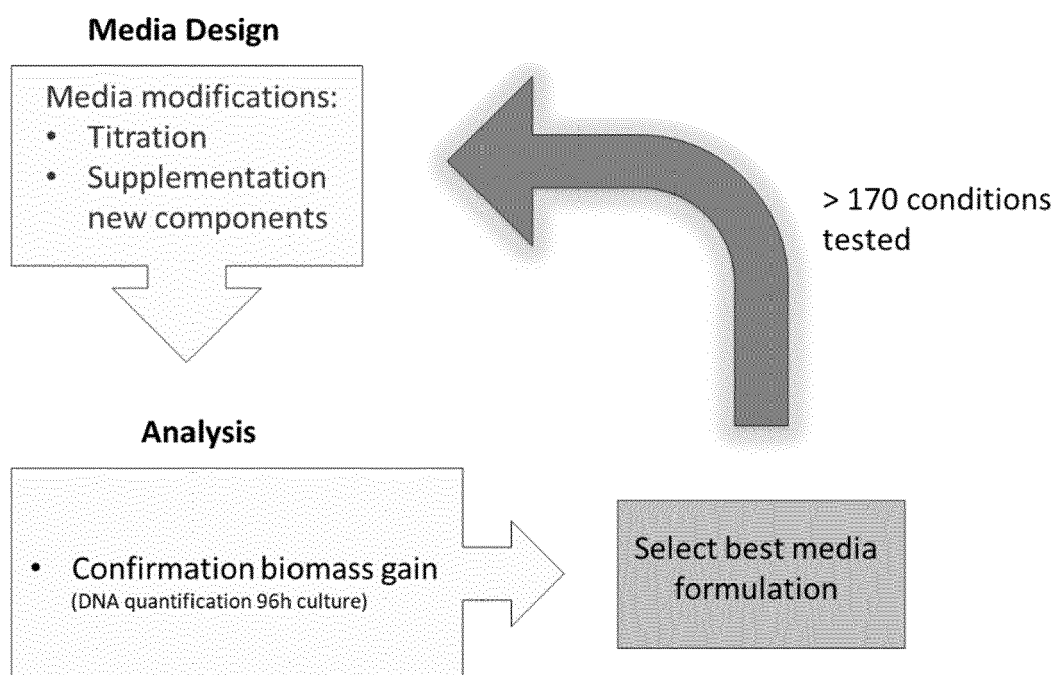 Media Design
Media modifications:
• Titration
• Supplementation
new components
> 170 conditions
tested
Analysis
• Confirmation biomass gain
(DNA quantification 96h culture)
Select best media
formulation